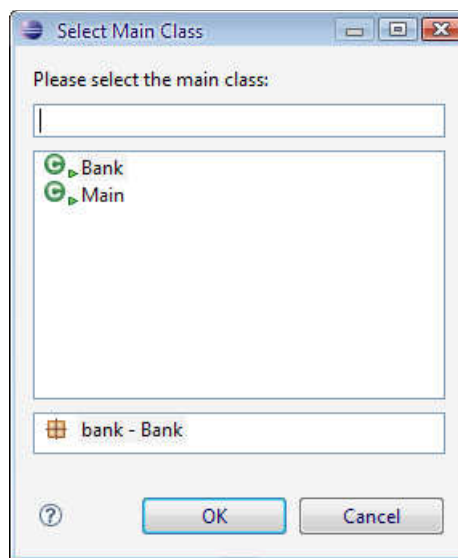 Select Main Class
Please select the main class:
Bank
Main
bank - Bank
OK
Cancel